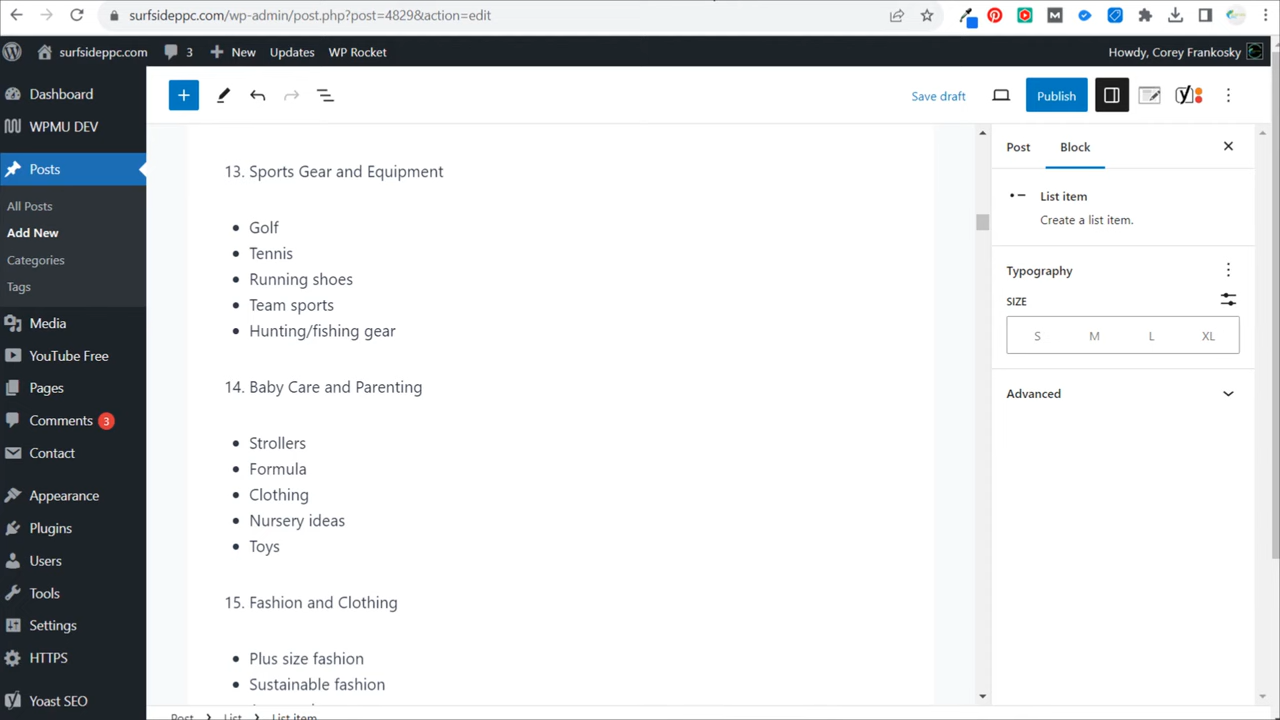 surfsideppc.com/wp-admin/post.php?post=4829&action=edit
surfsideppc.com
3
New
Updates
WP Rocket
Howdy, Corey Frankosky
Dashboard
WPMU DEV
Posts
All Posts
Add New
Categories
Tags
Media
YouTube Free
Pages
Comments 3
Contact
Appearance
Plugins
Users
Tools
Settings
HTTPS
Yoast SEO
Save draft
Publish
13. Sports Gear and Equipment
Golf
Tennis
Running shoes
Team sports
Hunting/fishing gear
14. Baby Care and Parenting
Strollers
Formula
Clothing
Nursery ideas
Toys
15. Fashion and Clothing
Plus size fashion
Sustainable fashion
Post > List > List item
Post
Block
List item
Create a list item.
Typography
SIZE
S M L XL
Advanced